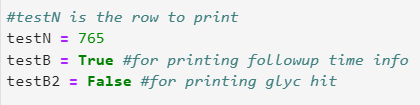 #testN is the row to print
testN = 765
testB = True #for printing followup time info
testB2 = False #for printing glyc hit